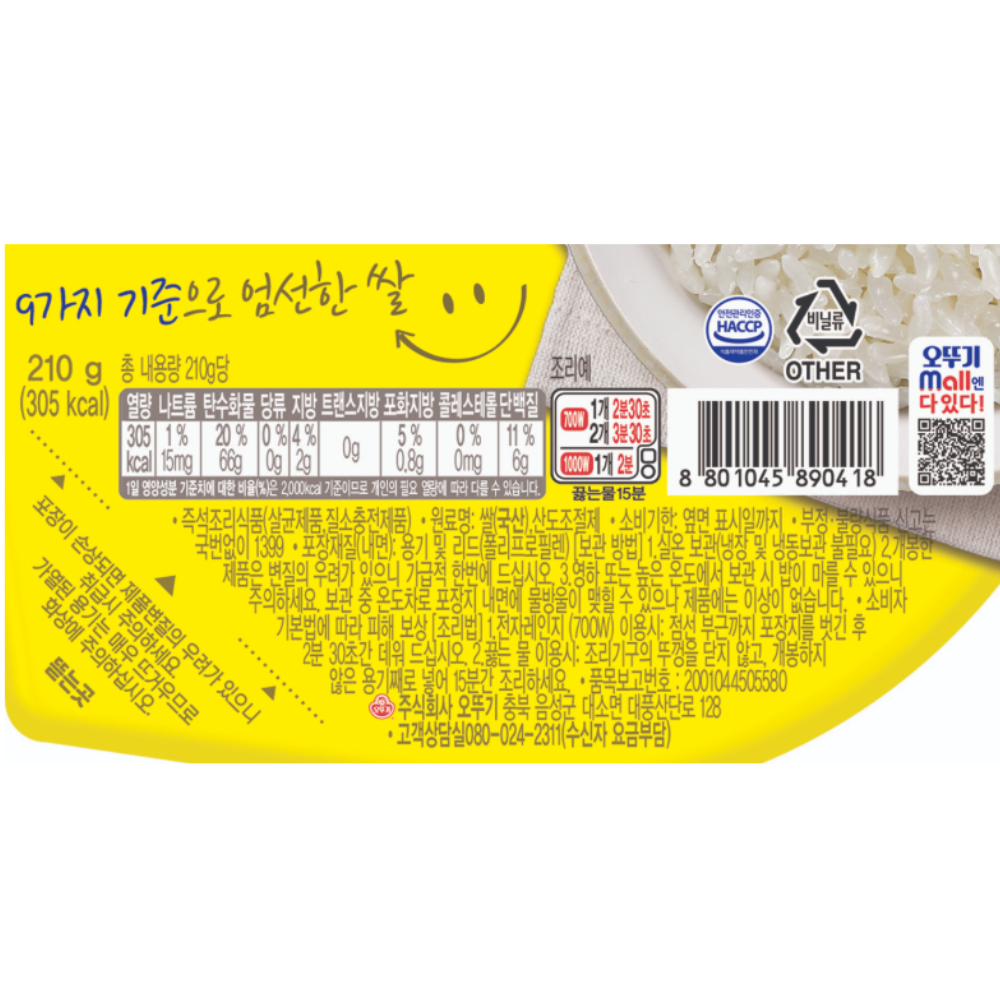 9가지 기준으로 엄선한 쌀
210 g
(305 kcal)
총 내용량 210g당
열량 나트륨 탄수화물 당류 지방 트랜스지방 포화지방 콜레스테롤 단백질
305 kcal 1 % 15mg 20 % 66g 0 % 0g 4 % 2g 0g 5 % 0.8g 0 % 0mg 11 % 6g
1일 영양성분 기준치에 대한 비율(%)은 2,000kcal 기준이므로 개인의 필요 열량에 따라 다를 수 있습니다.
조리예
700W 1개 2분30초
2개 3분30초
1000W 1개 2분
끓는물15분
안전관리인증
HACCP
비닐류
OTHER
8 801045 890418
오뚜기
mall엔
다 있다!
• 즉석조리식품(살균제품,질소충전제품) • 원료명: 쌀(국산),산도조절제 • 소비기한: 옆면 표시일까지 • 부정·불량식품 신고는
국번없이 1399 • 포장재질(내면): 용기 및 리드(폴리프로필렌) [보관 방법] 1.실온 보관(냉장 및 냉동보관 불필요) 2.개봉한
제품은 변질의 우려가 있으니 가급적 한번에 드십시오. 3.영하 또는 높은 온도에서 보관 시 밥이 마를 수 있으니
주의하세요. 보관 중 온도차로 포장지 내면에 물방울이 맺힐 수 있으나 제품에는 이상이 없습니다. • 소비자
기본법에 따라 피해 보상 [조리법] 1.전자레인지 (700W) 이용시: 점선 부근까지 포장지를 벗긴 후
2분 30초간 데워 드십시오. 2.끓는 물 이용시: 조리기구의 뚜껑을 닫지 않고, 개봉하지
않은 용기째로 넣어 15분간 조리하세요. • 품목보고번호 : 2001044505580
오뚜기 주식회사 오뚜기 충북 음성군 대소면 대풍산단로 128
• 고객상담실080-024-2311(수신자 요금부담)
포장이 손상되면 제품변질의 우려가 있으니
취급시 주의하세요.
가열된 용기는 매우 뜨거우므로
화상에 주의하십시오.
뜯는곳